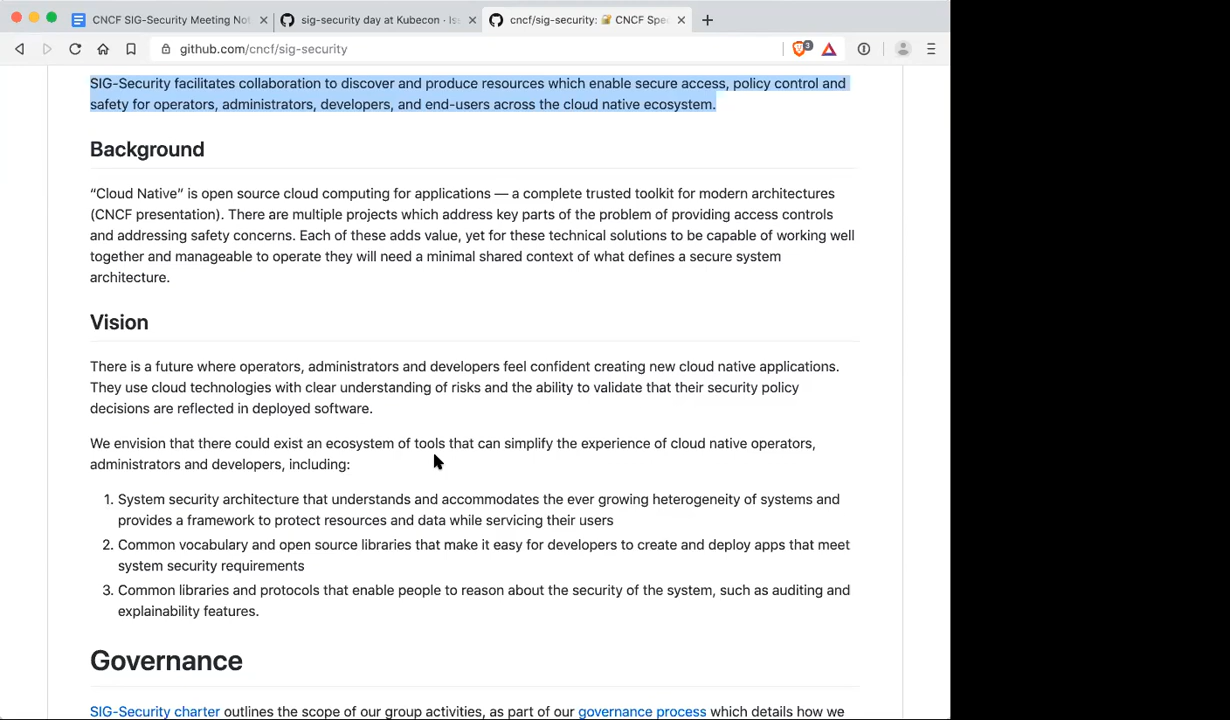 CNCF SIG-Security Meeting Not
sig-security day at Kubecon · Iss
cncf/sig-security: 🔐 CNCF Spec
github.com/cncf/sig-security
3
SIG-Security facilitates collaboration to discover and produce resources which enable secure access, policy control and
safety for operators, administrators, developers, and end-users across the cloud native ecosystem.
Background
“Cloud Native” is open source cloud computing for applications — a complete trusted toolkit for modern architectures
(CNCF presentation). There are multiple projects which address key parts of the problem of providing access controls
and addressing safety concerns. Each of these adds value, yet for these technical solutions to be capable of working well
together and manageable to operate they will need a minimal shared context of what defines a secure system
architecture.
Vision
There is a future where operators, administrators and developers feel confident creating new cloud native applications.
They use cloud technologies with clear understanding of risks and the ability to validate that their security policy
decisions are reflected in deployed software.
We envision that there could exist an ecosystem of tools that can simplify the experience of cloud native operators,
administrators and developers, including:
1. System security architecture that understands and accommodates the ever growing heterogeneity of systems and
provides a framework to protect resources and data while servicing their users
2. Common vocabulary and open source libraries that make it easy for developers to create and deploy apps that meet
system security requirements
3. Common libraries and protocols that enable people to reason about the security of the system, such as auditing and
explainability features.
Governance
SIG-Security charter outlines the scope of our group activities, as part of our governance process which details how we